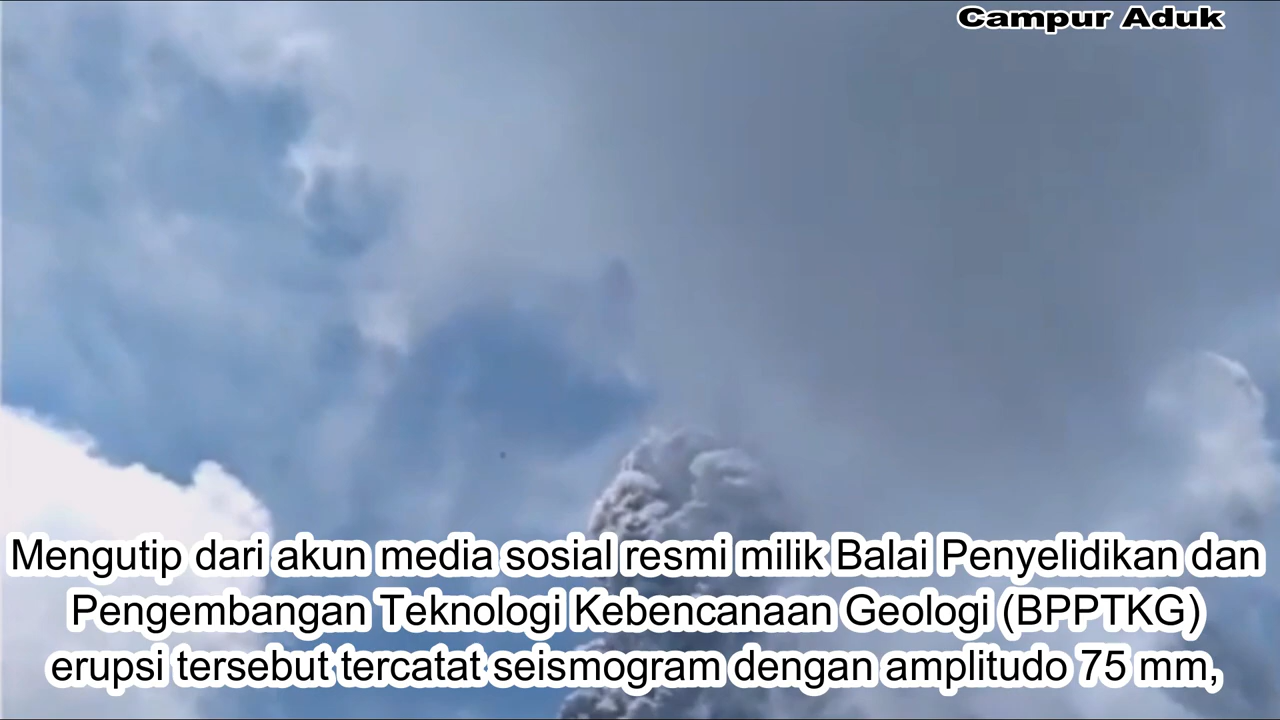 Campur Aduk
Mengutip dari akun media sosial resmi milik Balai Penyelidikan dan
Pengembangan Teknologi Kebencanaan Geologi (BPPTKG)
erupsi tersebut tercatat seismogram dengan amplitudo 75 mm,